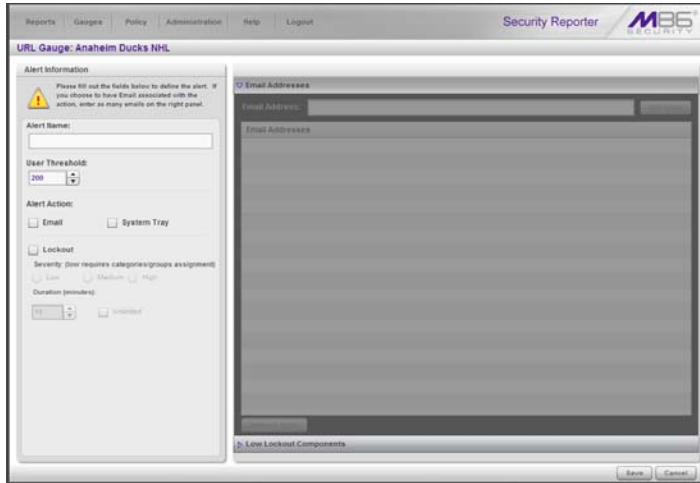 Reports Gauges Policy Administration Help Logout
Security Reporter
M86
SECURITY
URL Gauge: Anaheim Ducks NHL
Alert Information
Please fill out the fields below to define the alert. If
you choose to have Email associated with the
action, enter as many emails on the right panel.
Alert Name:
User Threshold:
200
Alert Action:
Email System Tray
Lockout
Severity: (low requires categories/groups assignment)
Low Medium High
Duration (minutes):
Unlimited
Email Addresses
Email Address:
Email Addresses
Low Lockout Components
Save Cancel